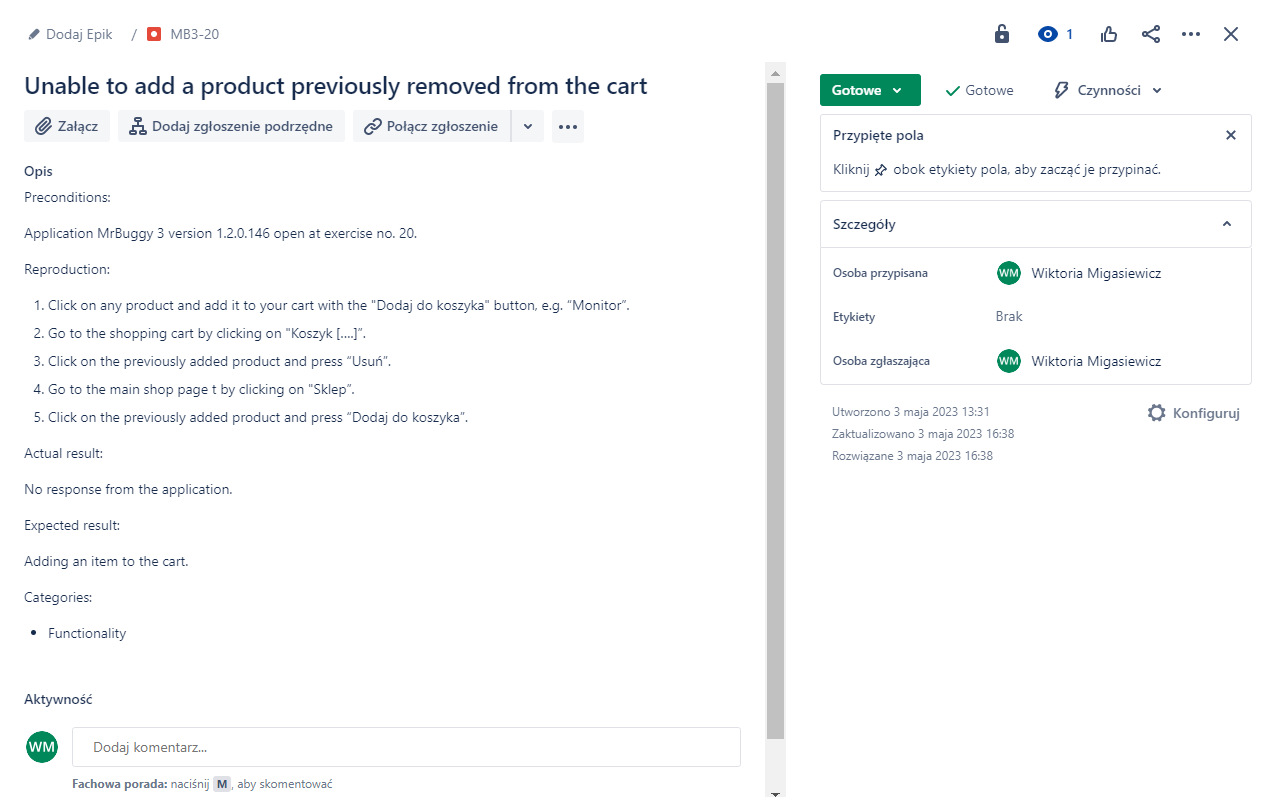 Dodaj Epik / MB3-20
1
Unable to add a product previously removed from the cart
Załącz Dodaj zgłoszenie podrzędne Połącz zgłoszenie
Opis
Preconditions:
Application MrBuggy 3 version 1.2.0.146 open at exercise no. 20.
Reproduction:
1. Click on any product and add it to your cart with the "Dodaj do koszyka" button, e.g. “Monitor”.
2. Go to the shopping cart by clicking on "Koszyk [....]”.
3. Click on the previously added product and press “Usuń”.
4. Go to the main shop page t by clicking on "Sklep”.
5. Click on the previously added product and press “Dodaj do koszyka”.
Actual result:
No response from the application.
Expected result:
Adding an item to the cart.
Categories:
• Functionality
Aktywność
WM Dodaj komentarz...
Fachowa porada: naciśnij M, aby skomentować
Gotowe Gotowe Czynności
Przypięte pola
Kliknij obok etykiety pola, aby zacząć je przypinać.
Szczegóły
Osoba przypisana WM Wiktoria Migasiewicz
Etykiety Brak
Osoba zgłaszająca WM Wiktoria Migasiewicz
Utworzono 3 maja 2023 13:31 Konfiguruj
Zaktualizowano 3 maja 2023 16:38
Rozwiązane 3 maja 2023 16:38